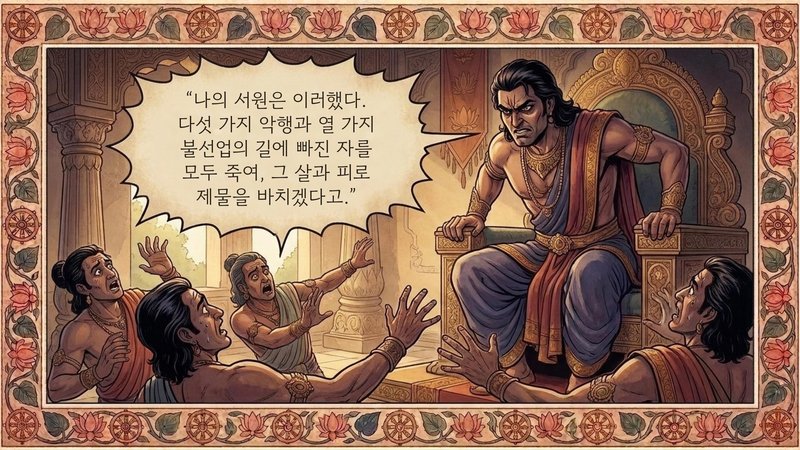 “나의 서원은 이러했다.
다섯 가지 악행과 열 가지
불선업의 길에 빠진 자를
모두 죽여, 그 살과 피로
제물을 바치겠다고.”